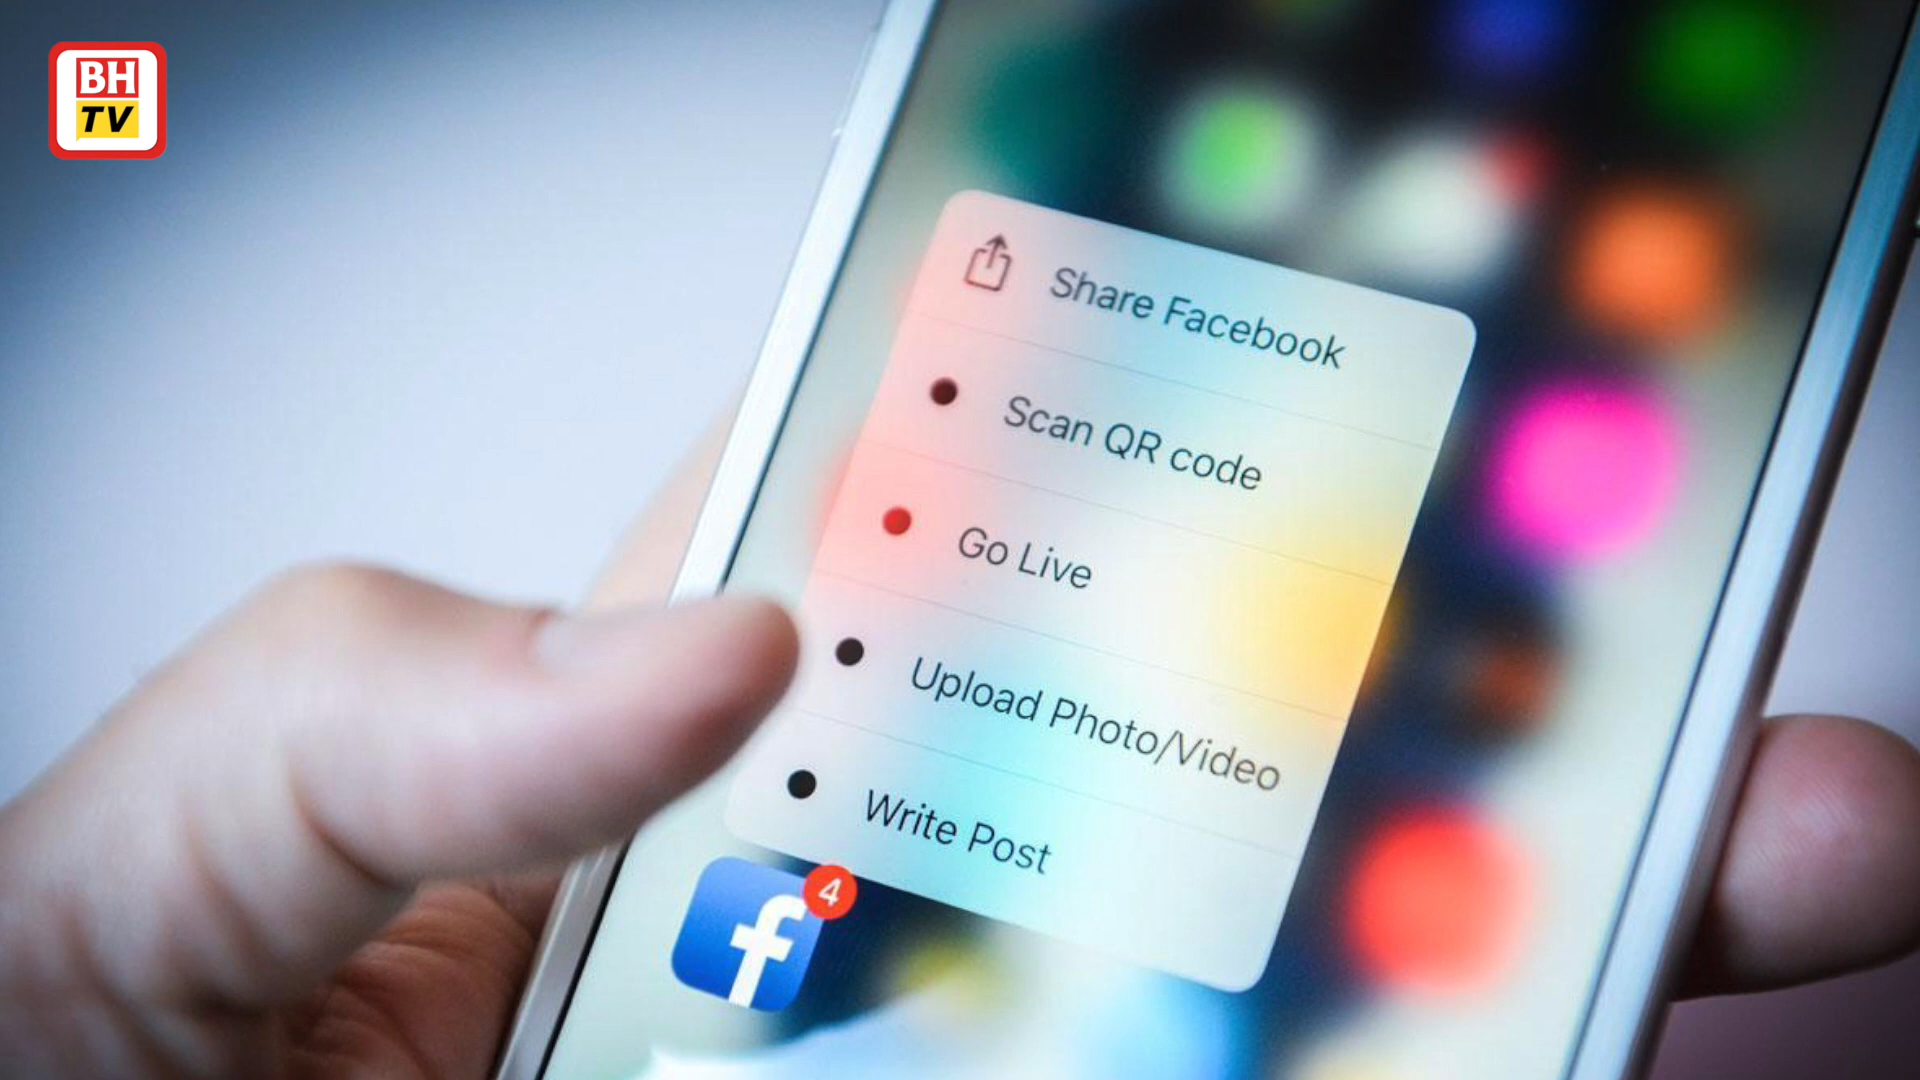 BH
TV
Share Facebook
Scan QR code
Go Live
Upload Photo/Video
Write Post
4